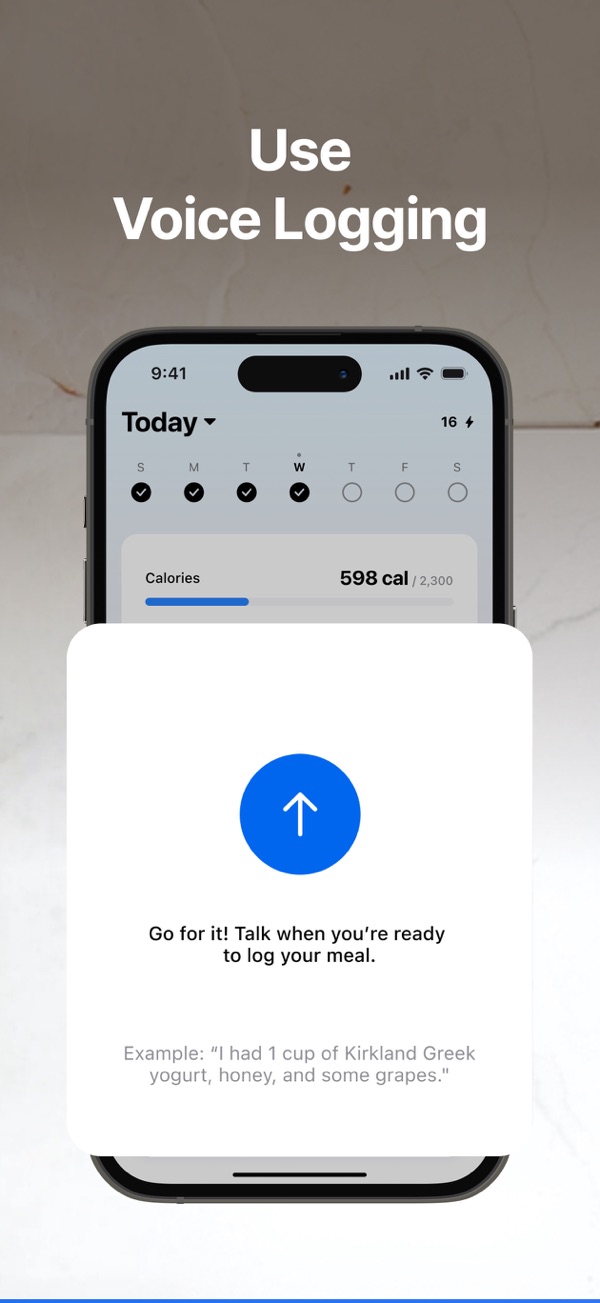 Use
Voice Logging
9:41
Today
16
S M T W T F S
Calories 598 cal / 2,300
Go for it! Talk when you’re ready
to log your meal.
Example: “I had 1 cup of Kirkland Greek
yogurt, honey, and some grapes."